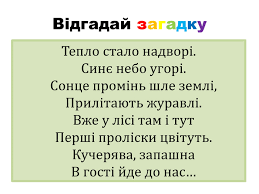 Відгадай загадку
Тепло стало надворі.
Синє небо угорі.
Сонце промінь шле землі,
Прилітають журавлі.
Вже у лісі там і тут
Перші проліски цвітуть.
Кучерява, запашна
В гості йде до нас…